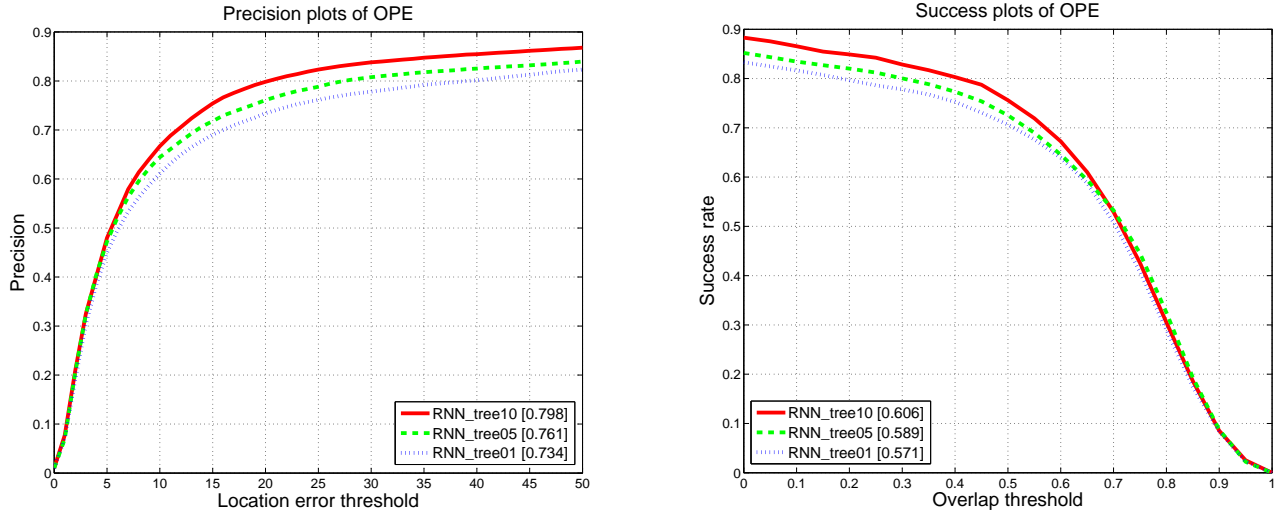 Precision plots of OPE
0.9
0.8
0.7
0.6
0.5
0.4
0.3
0.2
0.1
0
Precision
RNN_tree10 [0.798]
RNN_tree05 [0.761]
RNN_tree01 [0.734]
0 5 10 15 20 25 30 35 40 45 50
Location error threshold
Success plots of OPE
0.9
0.8
0.7
0.6
0.5
0.4
0.3
0.2
0.1
0
Success rate
RNN_tree10 [0.606]
RNN_tree05 [0.589]
RNN_tree01 [0.571]
0 0.1 0.2 0.3 0.4 0.5 0.6 0.7 0.8 0.9 1
Overlap threshold